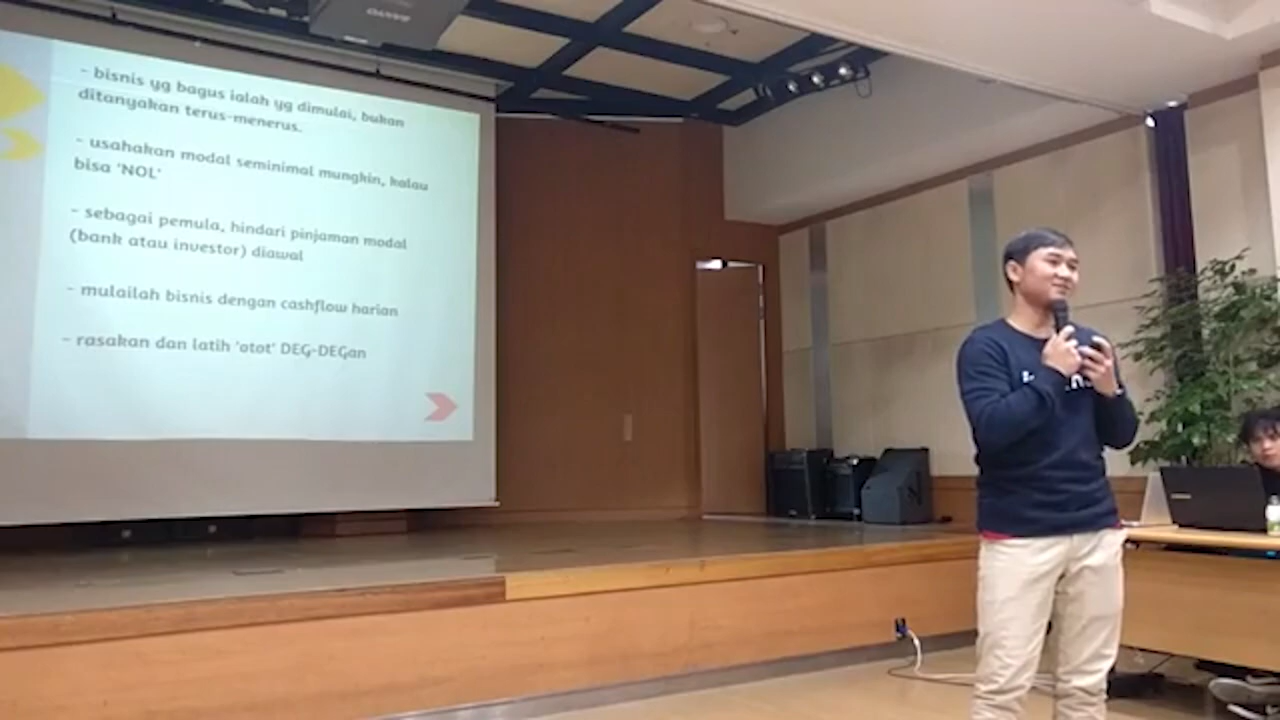 - bisnis yg bagus ialah yg dimulai, bukan
ditanyakan terus-menerus.
- usahakan modal seminimal mungkin, kalau
bisa 'NOL'
- sebagai pemula, hindari pinjaman modal
(bank atau investor) diawal
- mulailah bisnis dengan cashflow harian
- rasakan dan latih 'otot' DEG-DEGan
SANYO